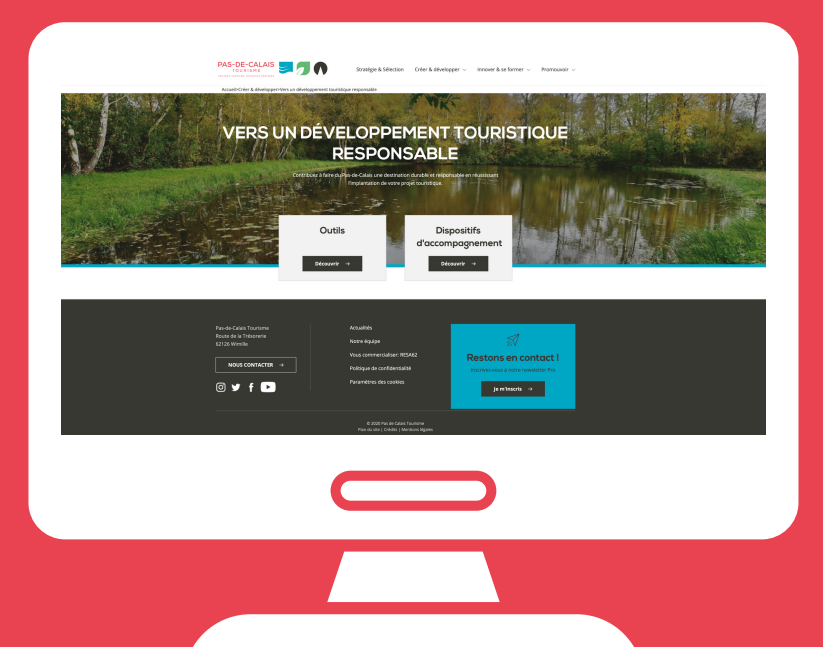 PAS-DE-CALAIS
TOURISME
Stratégie & Sélection
Créer & développer
Innover & se former
Promouvoir
Accueil>Créer & développer>Vers un développement touristique responsable
VERS UN DÉVELOPPEMENT TOURISTIQUE
RESPONSABLE
Contribuez à faire du Pas-de-Calais une destination durable et responsable en réussissant
l'implantation de votre projet touristique.
Outils
Découvrir →
Dispositifs
d'accompagnement
Découvrir →
Pas-de-Calais Tourisme
Route de la Trésorerie
62126 Wimille
NOUS CONTACTER →
Actualités
Notre équipe
Vous commercialiser: RESA62
Politique de confidentialité
Paramètres des cookies
Restons en contact !
Inscrivez-vous à notre newsletter Pro
Je m'inscris →
© 2020 Pas de Calais Tourisme
Plan du site | Crédits | Mentions légales